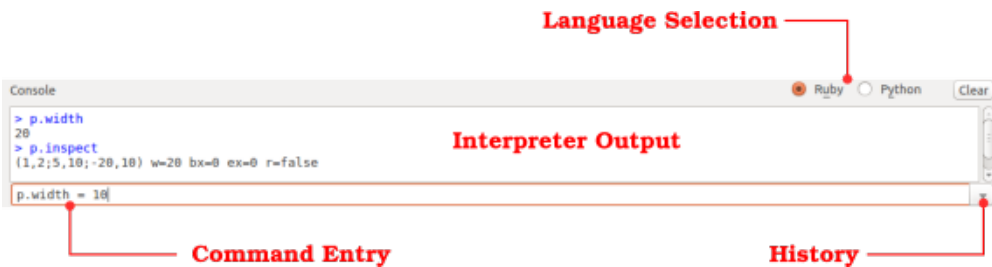 Language Selection
Console Ruby Python Clear
> p.width
20
> p.inspect
(1,2;5,10;-20,10) w=20 bx=0 ex=0 r=false
Interpreter Output
p.width = 10
Command Entry
History